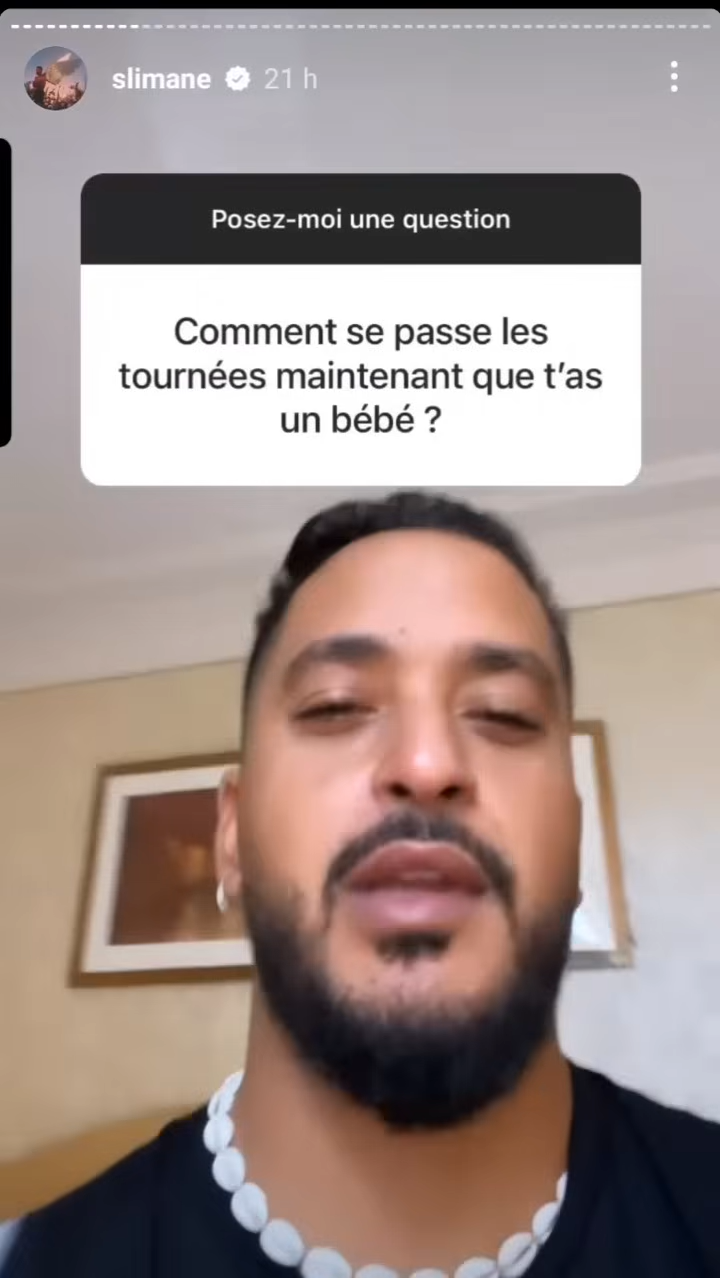 slimane 21 h
Posez-moi une question
Comment se passe les
tournées maintenant que t’as
un bébé ?